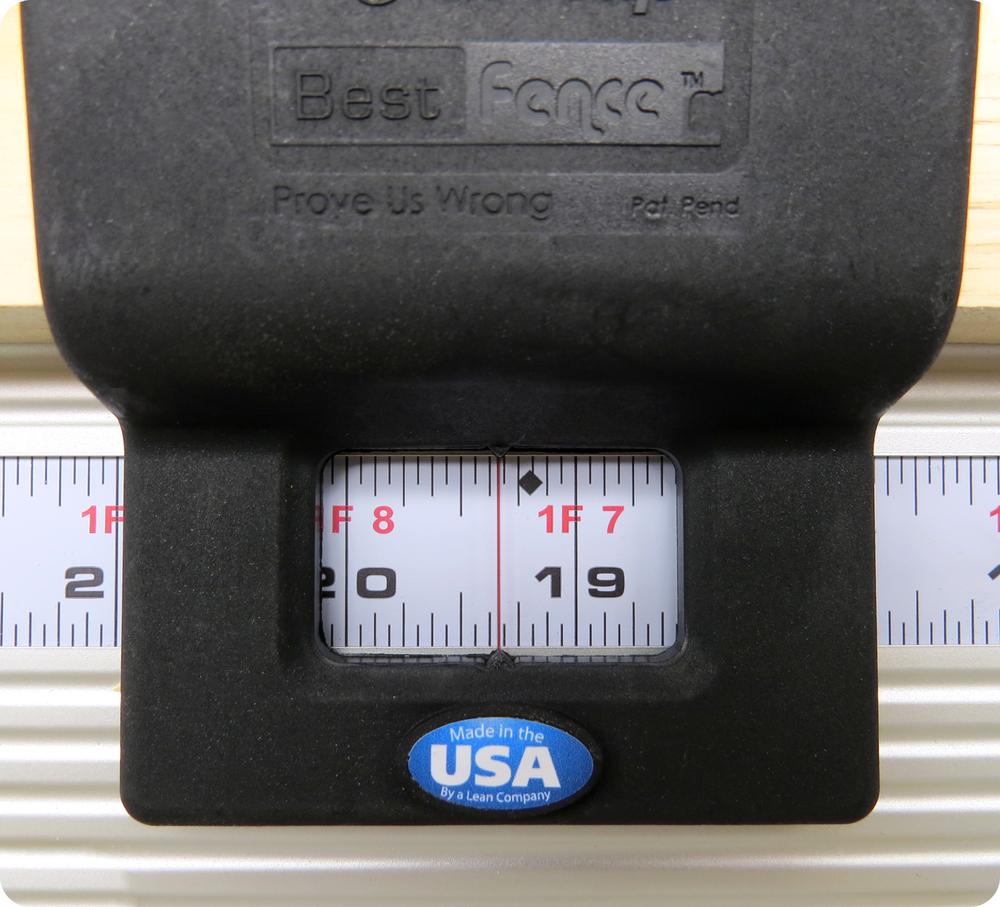 Best Fence™
Prove Us Wrong Pat. Pend
1F 8 1F 7
2 20 19
Made in the
USA
By a Lean Company